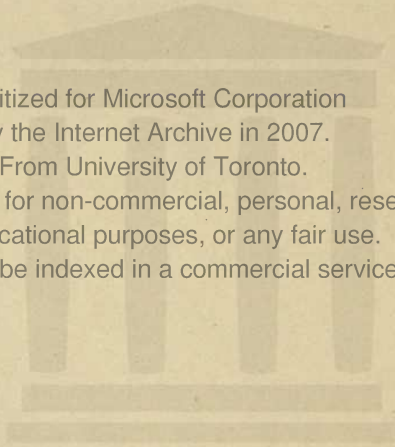 itized for Microsoft Corporation
y the Internet Archive in 2007.
From University of Toronto.
for non-commercial, personal, rese
cational purposes, or any fair use.
be indexed in a commercial service